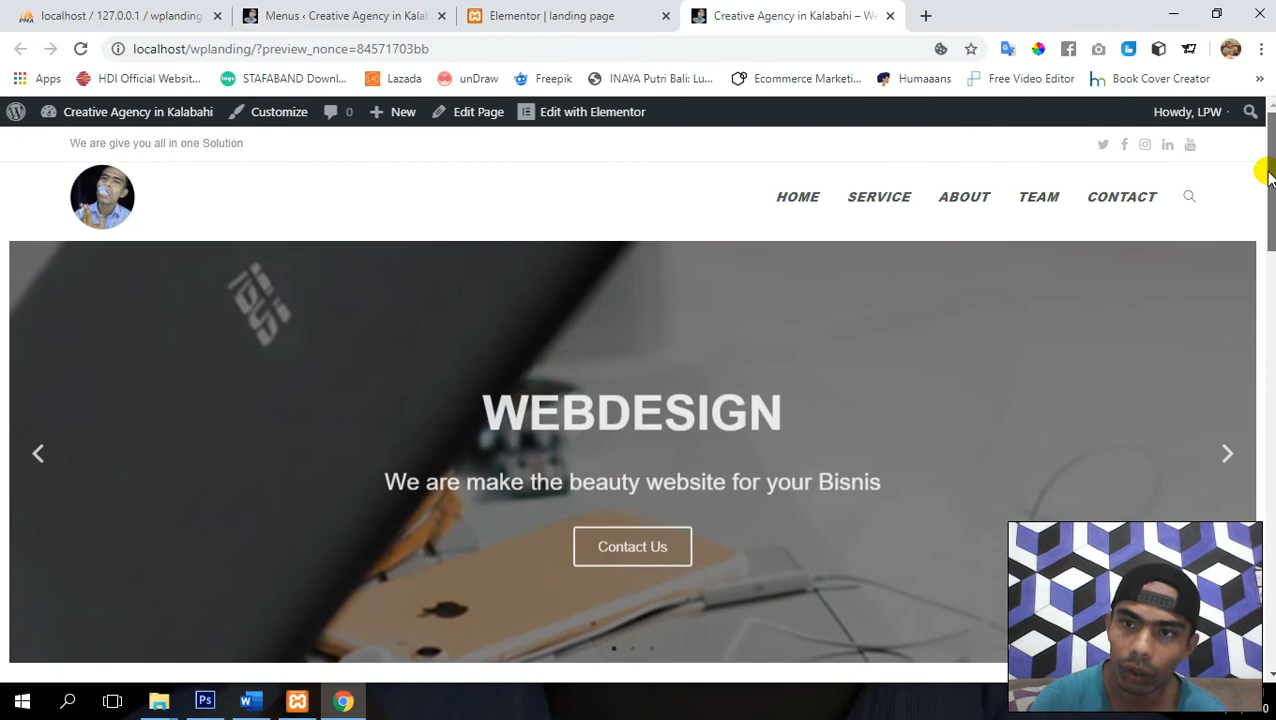 localhost / 127.0.0.1 / wplanding
Menus ‹ Creative Agency in Kalab
Elementor | landing page
Creative Agency in Kalabahi – We
localhost/wplanding/?preview_nonce=84571703bb
Apps
HDI Official Websit...
STAFABAND Downl...
Lazada
unDraw
Freepik
INAYA Putri Bali: Lu...
Ecommerce Marketi...
Humaaans
Free Video Editor
Book Cover Creator
»
Creative Agency in Kalabahi
Customize
0
New
Edit Page
Edit with Elementor
Howdy, LPW
We are give you all in one Solution
HOME
SERVICE
ABOUT
TEAM
CONTACT
ASUS
WEBDESIGN
We are make the beauty website for your Bisnis
Contact Us